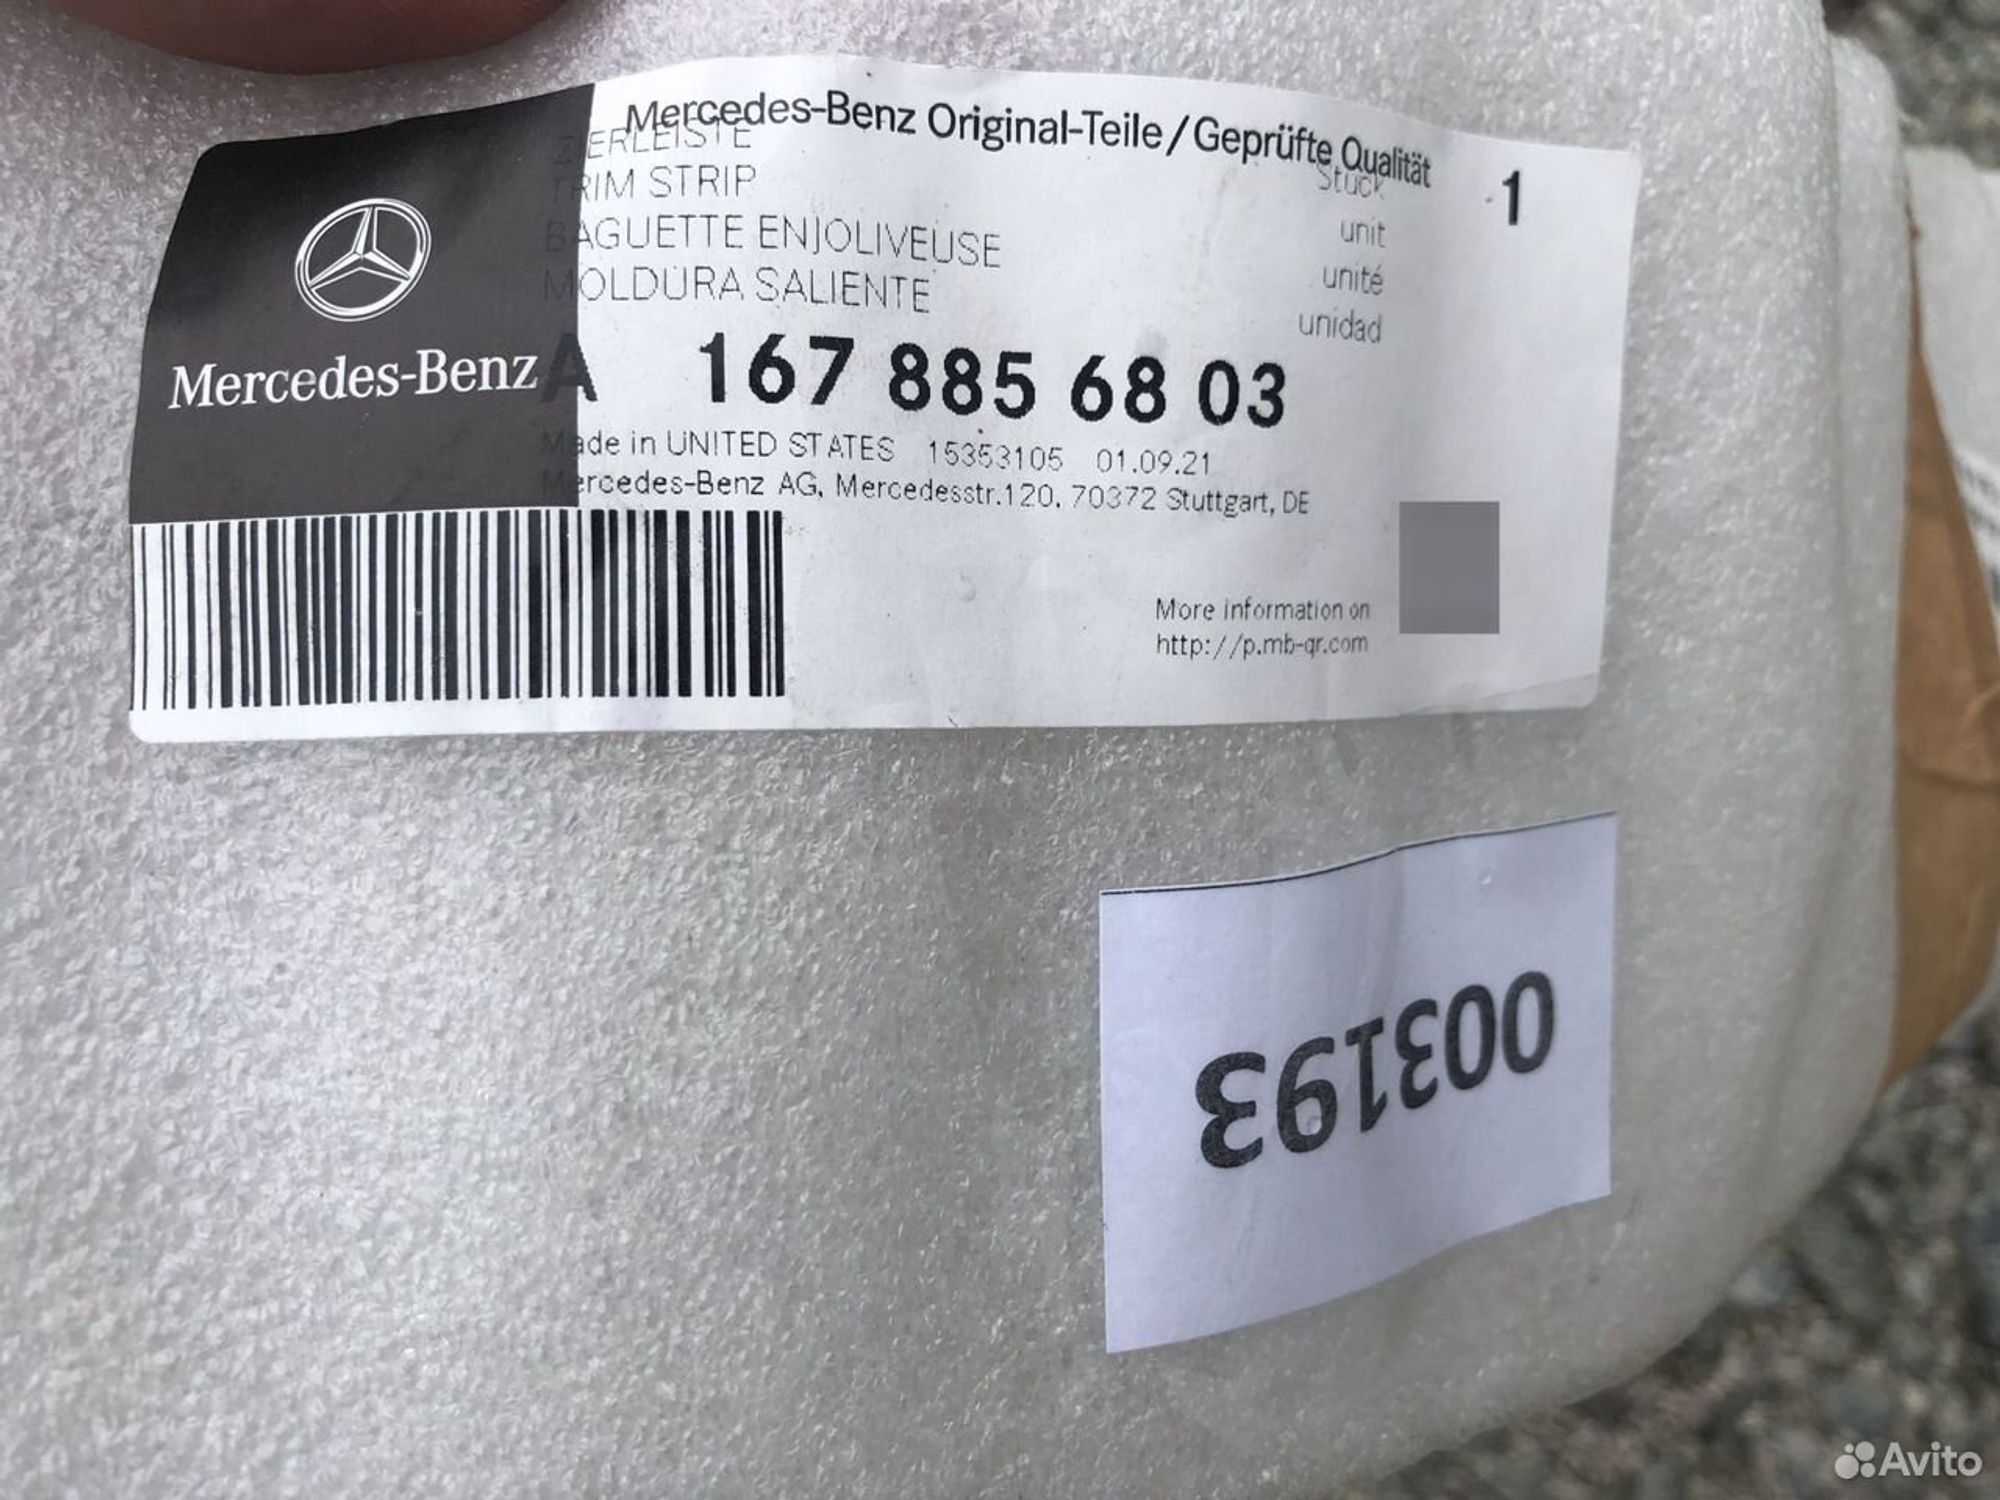 Mercedes-Benz Original-Teile / Geprüfte Qualität
ZIERLEISTE Stück 1
TRIM STRIP unit
BAGUETTE ENJOLIVEUSE unité
MOLDURA SALIENTE unidad
Mercedes-Benz
A 167 885 68 03
Made in UNITED STATES 15353105 01.09.21
Mercedes-Benz AG, Mercedesstr.120, 70372 Stuttgart, DE
More information on
http://p.mb-qr.com
003193
Avito